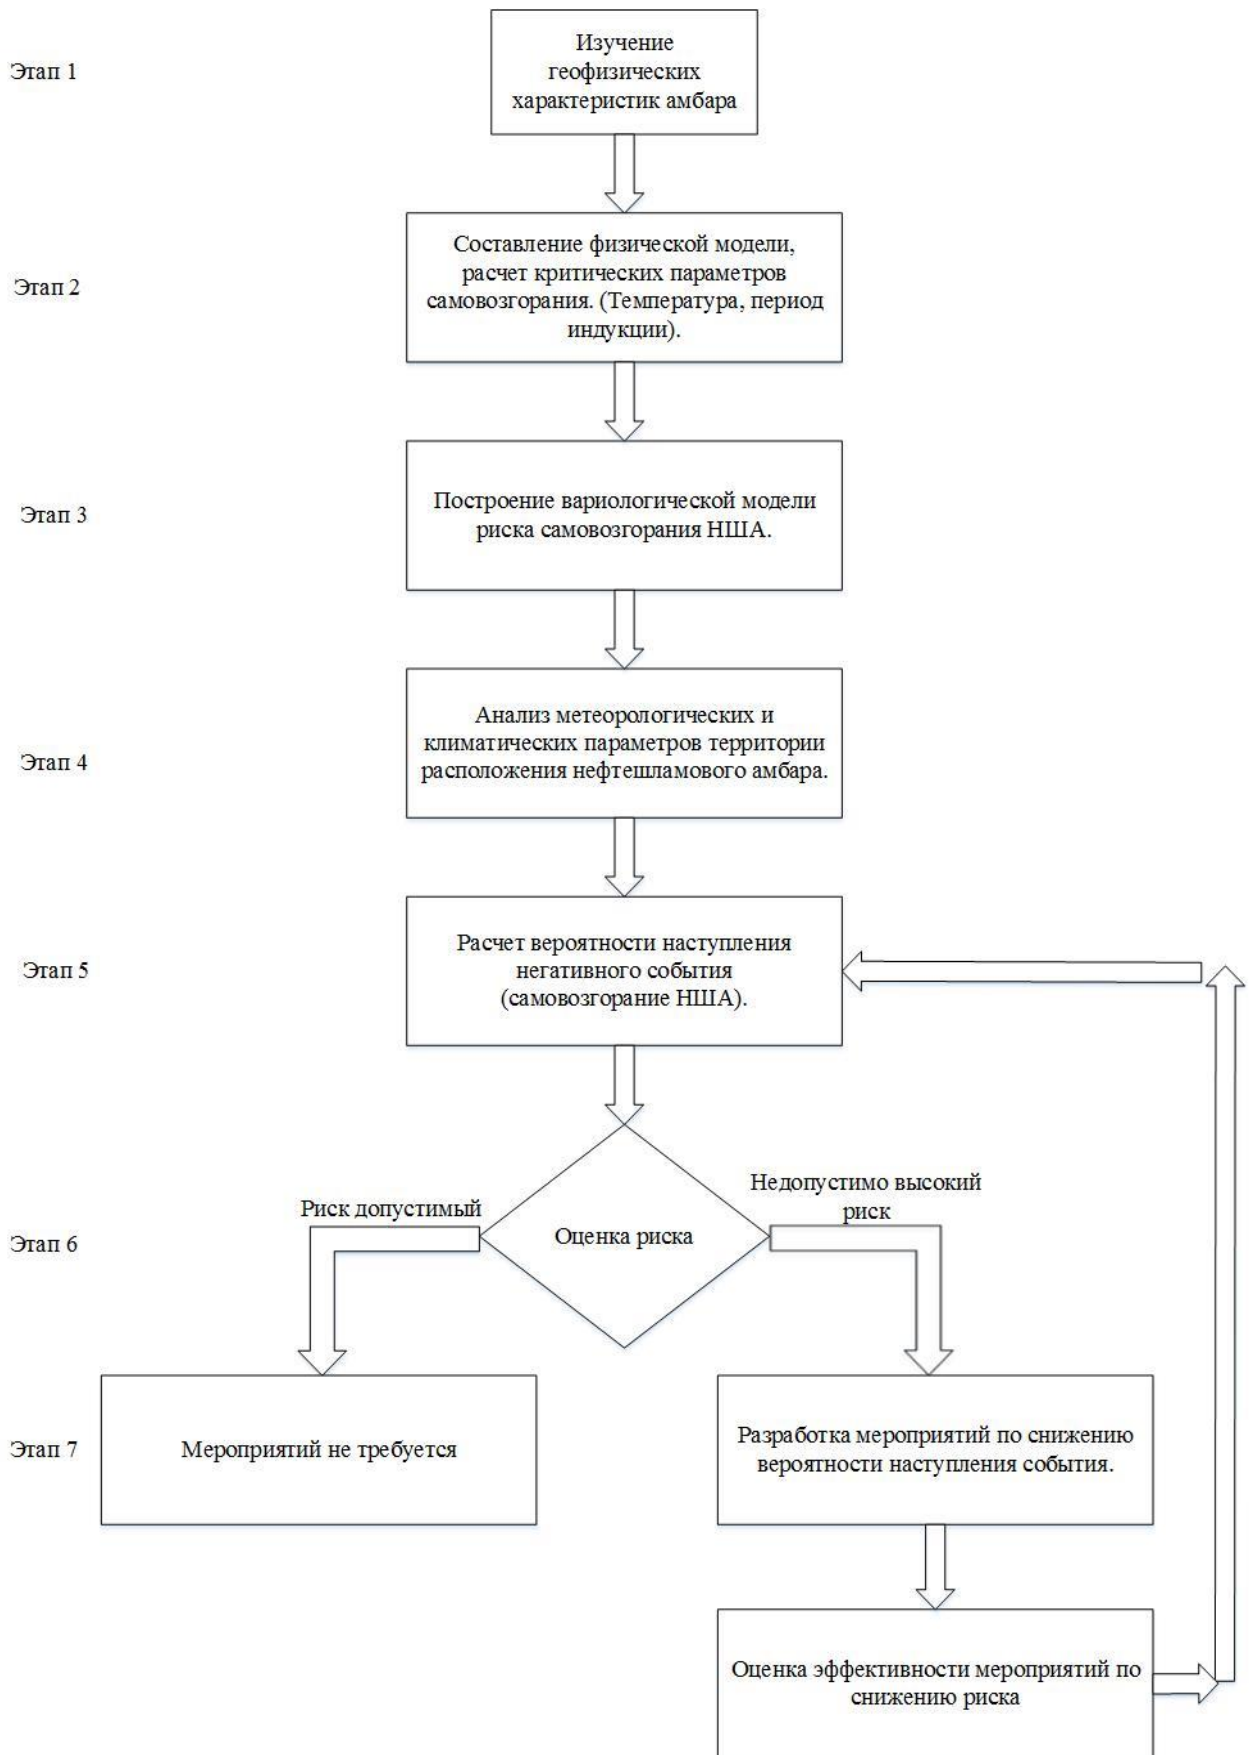 Этап 1
Изучение
геофизических
характеристик амбара
Этап 2
Составление физической модели,
расчет критических параметров
самовозгорания. (Температура, период
индукции).
Этап 3
Построение вариологической модели
риска самовозгорания НША.
Этап 4
Анализ метеорологических и
климатических параметров территории
расположения нефтешламового амбара.
Этап 5
Расчет вероятности наступления
негативного события
(самовозгорание НША).
Этап 6
Риск допустимый
Оценка риска
Недопустимо высокий
риск
Этап 7
Мероприятий не требуется
Разработка мероприятий по снижению
вероятности наступления события.
Оценка эффективности мероприятий по
снижению риска